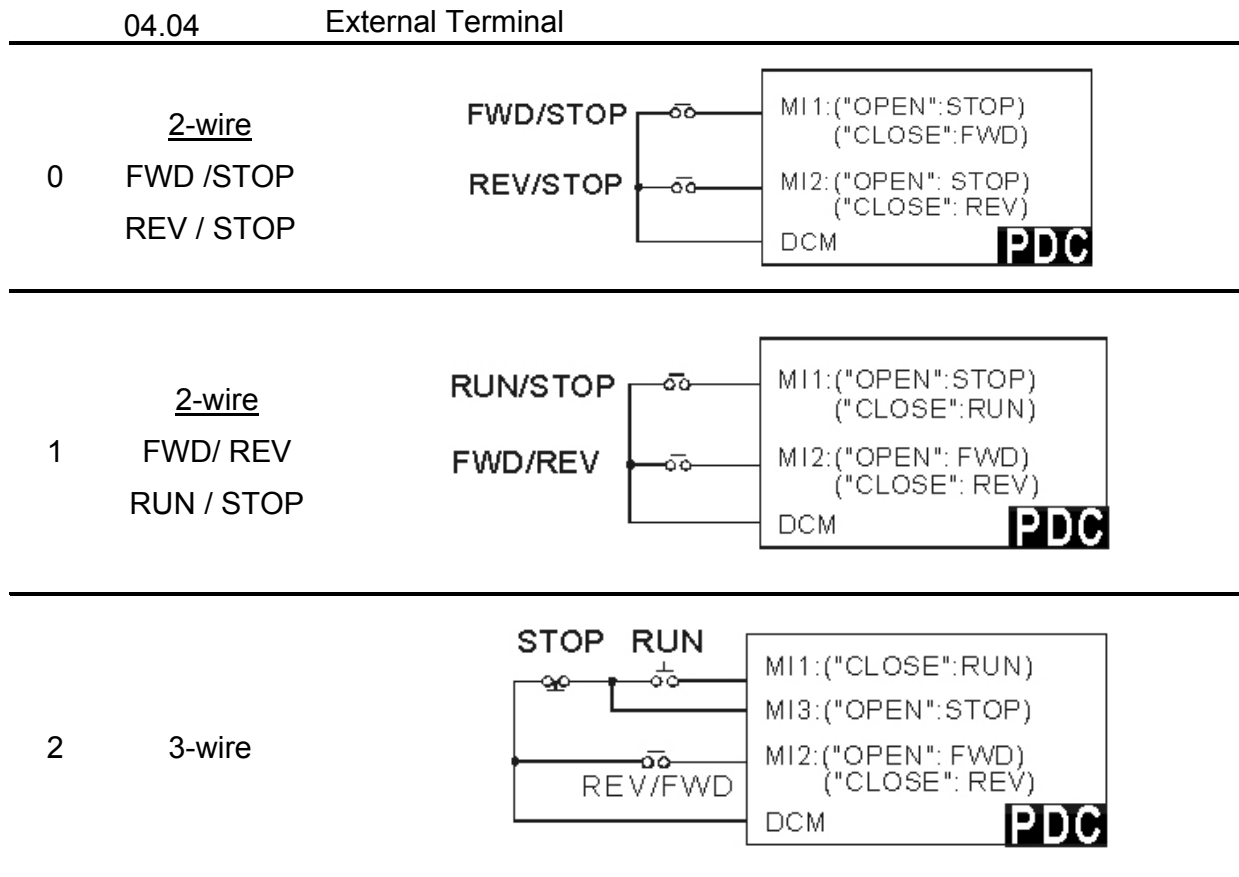 04.04 External Terminal
0
2-wire
FWD /STOP
REV / STOP
FWD/STOP
REV/STOP
MI1:("OPEN":STOP)
("CLOSE":FWD)
MI2:("OPEN": STOP)
("CLOSE": REV)
DCM
PDC
1
2-wire
FWD/ REV
RUN / STOP
RUN/STOP
FWD/REV
MI1:("OPEN":STOP)
("CLOSE":RUN)
MI2:("OPEN": FWD)
("CLOSE": REV)
DCM
PDC
2
3-wire
STOP RUN
REV/FWD
MI1:("CLOSE":RUN)
MI3:("OPEN":STOP)
MI2:("OPEN": FWD)
("CLOSE": REV)
DCM
PDC